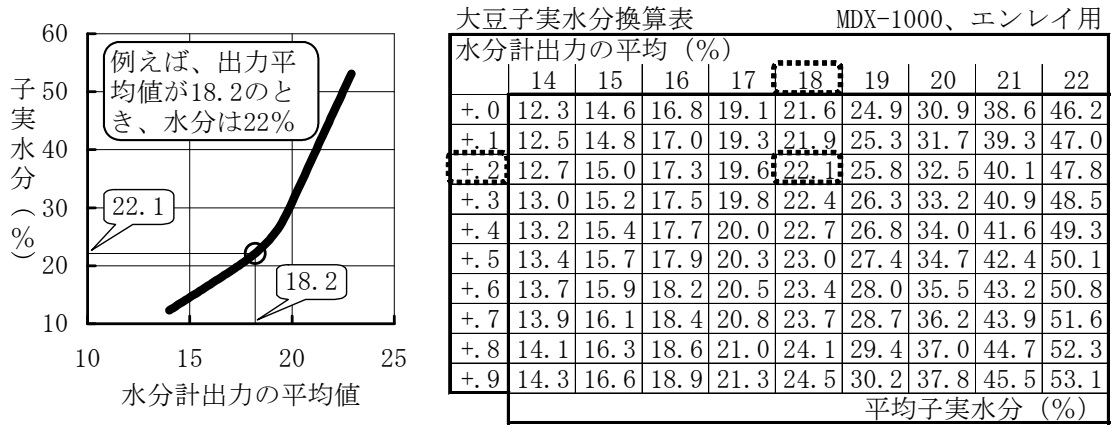 60
50
40
30
20
10
子実水分(%)
例えば、出力平
均値が18.2のと
き、水分は22%
22.1
18.2
10 15 20 25
水分計出力の平均値
大豆子実水分換算表 MDX-1000、エンレイ用
水分計出力の平均(%)
14 15 16 17 18 19 20 21 22
+.0 12.3 14.6 16.8 19.1 21.6 24.9 30.9 38.6 46.2
+.1 12.5 14.8 17.0 19.3 21.9 25.3 31.7 39.3 47.0
+.2 12.7 15.0 17.3 19.6 22.1 25.8 32.5 40.1 47.8
+.3 13.0 15.2 17.5 19.8 22.4 26.3 33.2 40.9 48.5
+.4 13.2 15.4 17.7 20.0 22.7 26.8 34.0 41.6 49.3
+.5 13.4 15.7 17.9 20.3 23.0 27.4 34.7 42.4 50.1
+.6 13.7 15.9 18.2 20.5 23.4 28.0 35.5 43.2 50.8
+.7 13.9 16.1 18.4 20.8 23.7 28.7 36.2 43.9 51.6
+.8 14.1 16.3 18.6 21.0 24.1 29.4 37.0 44.7 52.3
+.9 14.3 16.6 18.9 21.3 24.5 30.2 37.8 45.5 53.1
平均子実水分(%)